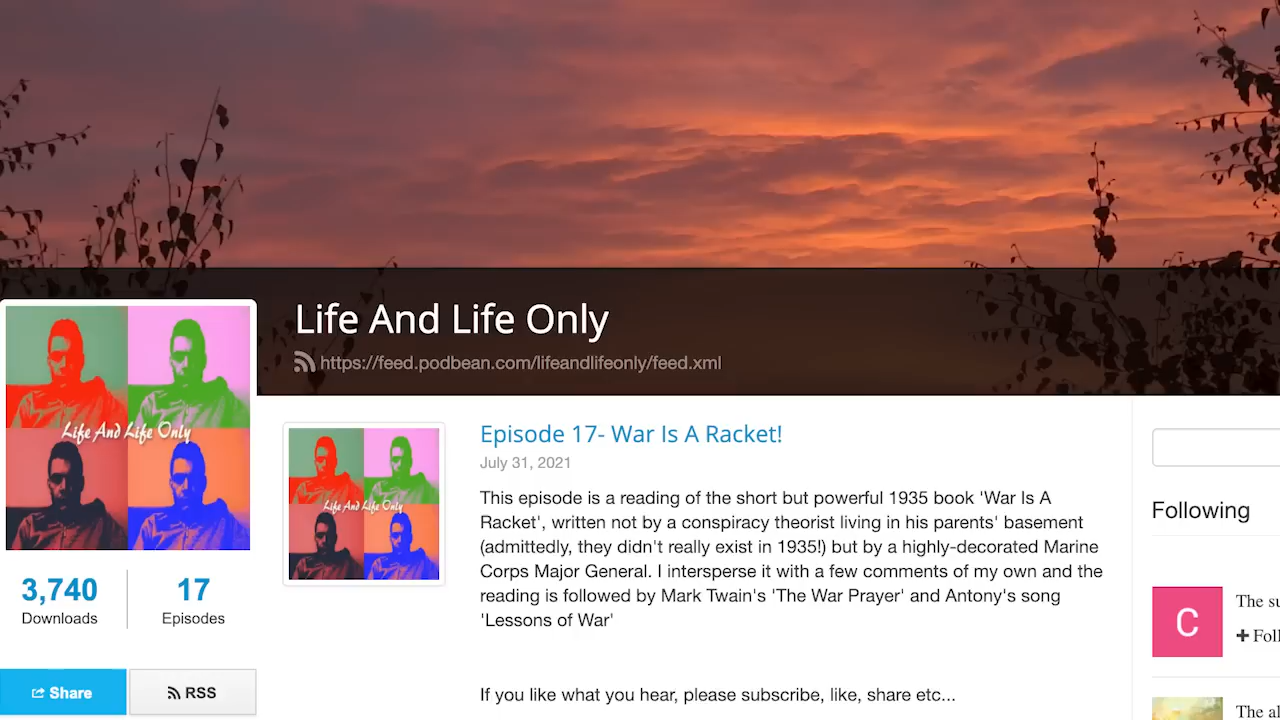 Life And Life Only
https://feed.podbean.com/lifeandlifeonly/feed.xml
Life And Life Only
3,740
Downloads
17
Episodes
Share
RSS
Life And Life Only
Episode 17- War Is A Racket!
July 31, 2021
This episode is a reading of the short but powerful 1935 book 'War Is A
Racket', written not by a conspiracy theorist living in his parents' basement
(admittedly, they didn't really exist in 1935!) but by a highly-decorated Marine
Corps Major General. I intersperse it with a few comments of my own and the
reading is followed by Mark Twain's 'The War Prayer' and Antony's song
'Lessons of War'
If you like what you hear, please subscribe, like, share etc...
Following
C
The
The